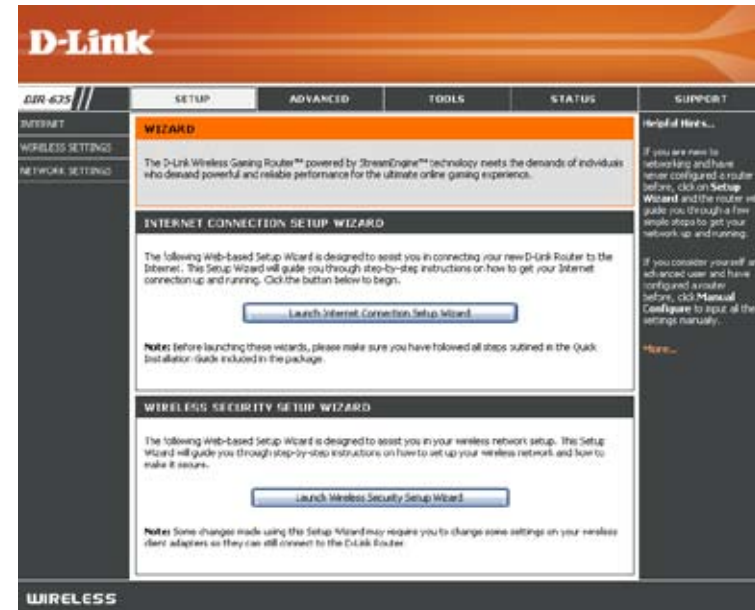 D-Link
DIR-635
SETUP
ADVANCED
TOOLS
STATUS
SUPPORT
INTERNET
WIRELESS SETTINGS
NETWORK SETTINGS
WIZARD
The D-Link Wireless Gaming Router™ powered by StreamEngine™ technology meets the demands of individuals
who demand powerful and reliable performance for the ultimate online gaming experience.
INTERNET CONNECTION SETUP WIZARD
The following Web-based Setup Wizard is designed to assist you in connecting your new D-Link Router to the
Internet. This Setup Wizard will guide you through step-by-step instructions on how to get your Internet
connection up and running. Click the button below to begin.
Launch Internet Connection Setup Wizard
Note: Before launching these wizards, please make sure you have followed all steps outlined in the Quick
Installation Guide included in the package.
WIRELESS SECURITY SETUP WIZARD
The following Web-based Setup Wizard is designed to assist you in your wireless network setup. This Setup
Wizard will guide you through step-by-step instructions on how to set up your wireless network and how to
make it secure.
Launch Wireless Security Setup Wizard
Note: Some changes made using this Setup Wizard may require you to change some settings on your wireless
client adapters so they can still connect to the D-Link Router.
Helpful Hints...
If you are new to
networking and have
never configured a router
before, click on Setup
Wizard and the router wi
guide you through a few
simple steps to get your
network up and running.
If you consider yourself a
advanced user and have
configured a router
before, click Manual
Configure to input all the
settings manually.
More...
WIRELESS